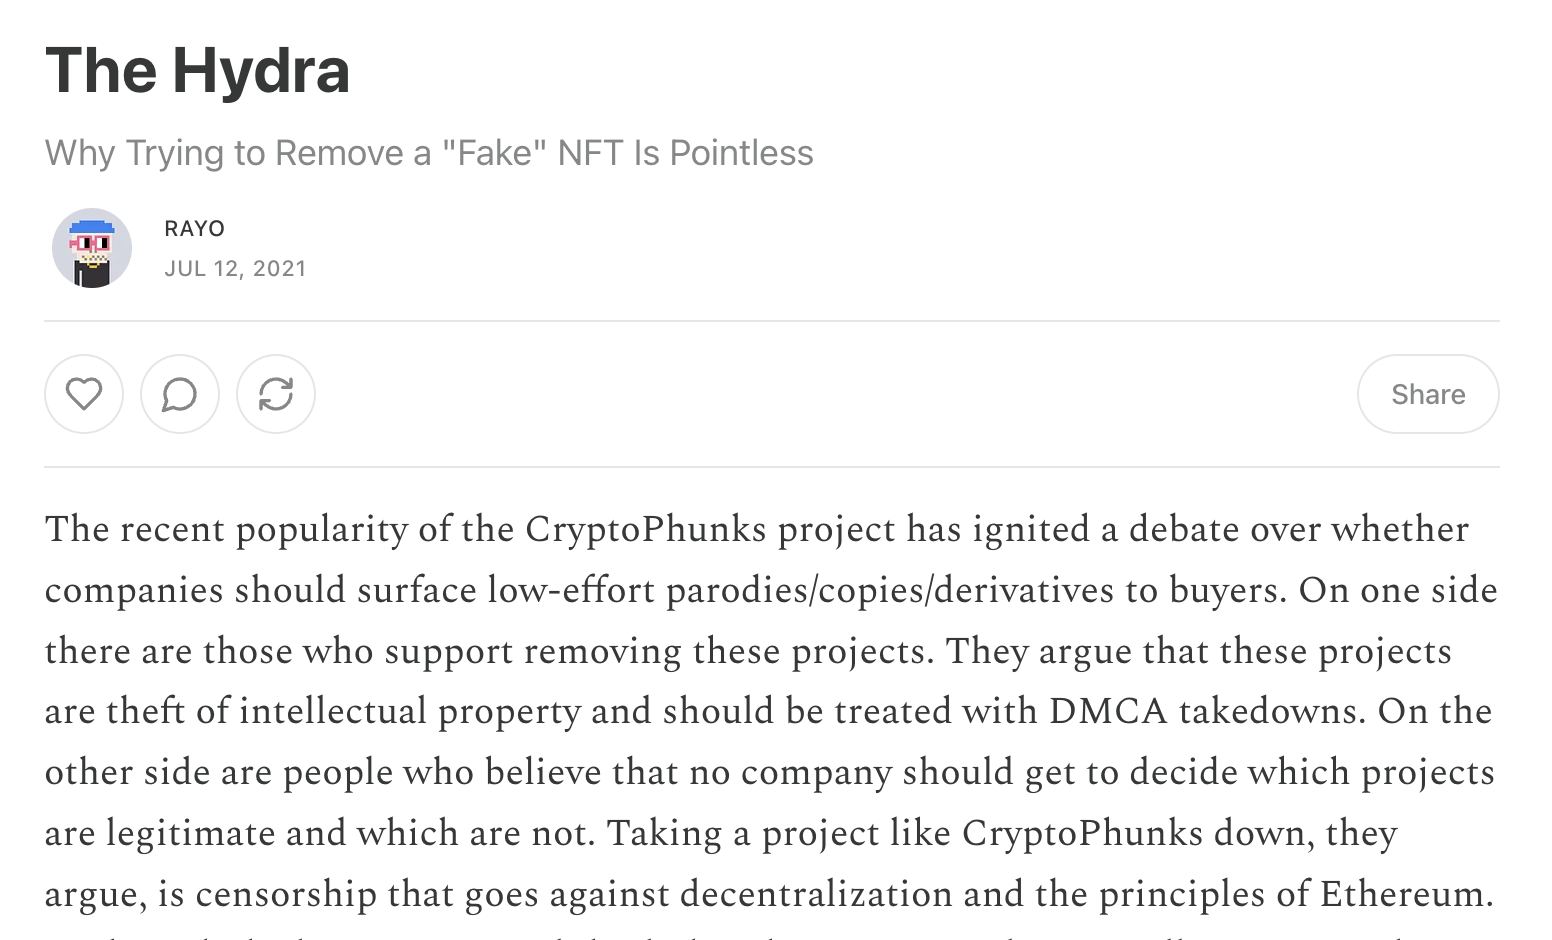 The Hydra
Why Trying to Remove a "Fake" NFT Is Pointless
RAYO
JUL 12, 2021
Share
The recent popularity of the CryptoPhunks project has ignited a debate over whether
companies should surface low-effort parodies/copies/derivatives to buyers. On one side
there are those who support removing these projects. They argue that these projects
are theft of intellectual property and should be treated with DMCA takedowns. On the
other side are people who believe that no company should get to decide which projects
are legitimate and which are not. Taking a project like CryptoPhunks down, they
argue, is censorship that goes against decentralization and the principles of Ethereum.